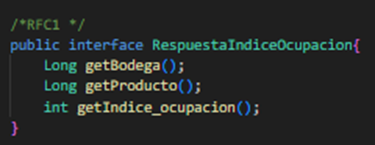 /*RFC1 */
public interface RespuestaIndiceOcupacion{
Long getBodega();
Long getProducto();
int getIndice_ocupacion();
}